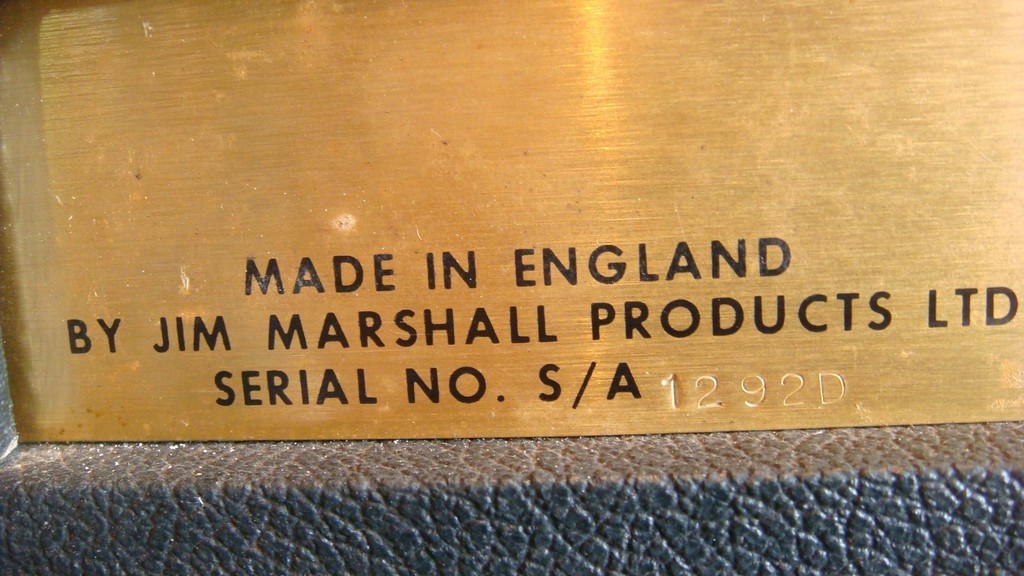 MADE IN ENGLAND
BY JIM MARSHALL PRODUCTS LTD
SERIAL NO. S/A 1292D